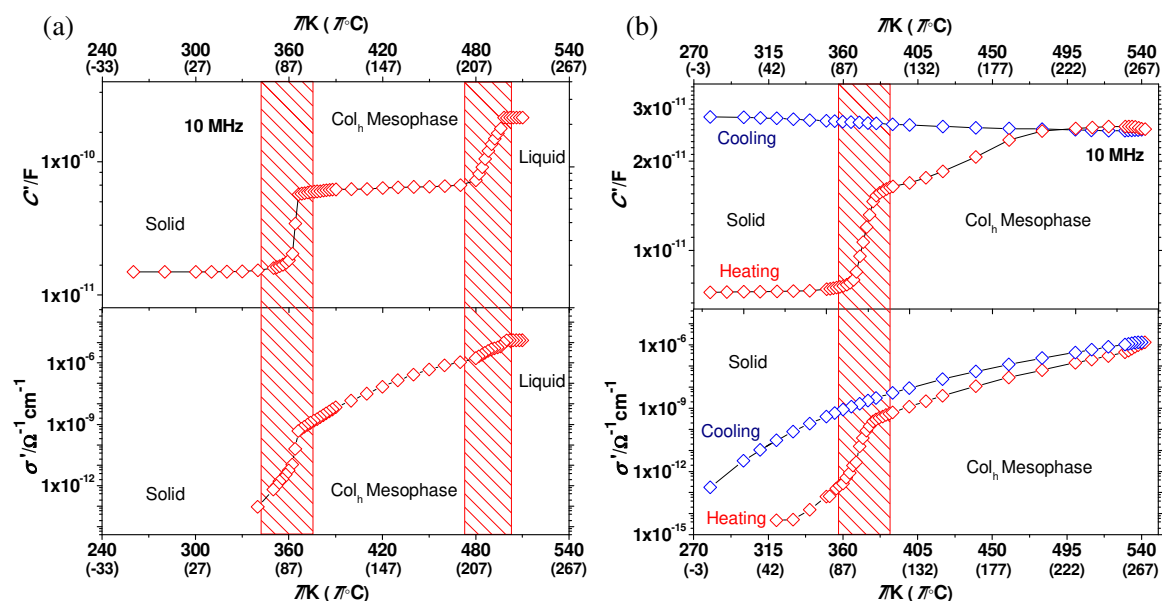 (a)
T/K (T/°C)
240 300 360 420 480 540
(-33) (27) (87) (147) (207) (267)
10 MHz
Col_h Mesophase
Liquid
Solid
C'/F
1x10^-10
1x10^-11
σ'/Ω^-1cm^-1
1x10^-6
1x10^-9
1x10^-12
Liquid
Solid
Col_h Mesophase
240 300 360 420 480 540
(-33) (27) (87) (147) (207) (267)
T/K (T/°C)
(b)
T/K (T/°C)
270 315 360 405 450 495 540
(-3) (42) (87) (132) (177) (222) (267)
C'/F
3x10^-11
2x10^-11
1x10^-11
Cooling
10 MHz
Solid
Col_h Mesophase
Heating
σ'/Ω^-1cm^-1
1x10^-6
1x10^-9
1x10^-12
1x10^-15
Solid
Cooling
Col_h Mesophase
Heating
270 315 360 405 450 495 540
(-3) (42) (87) (132) (177) (222) (267)
T/K (T/°C)